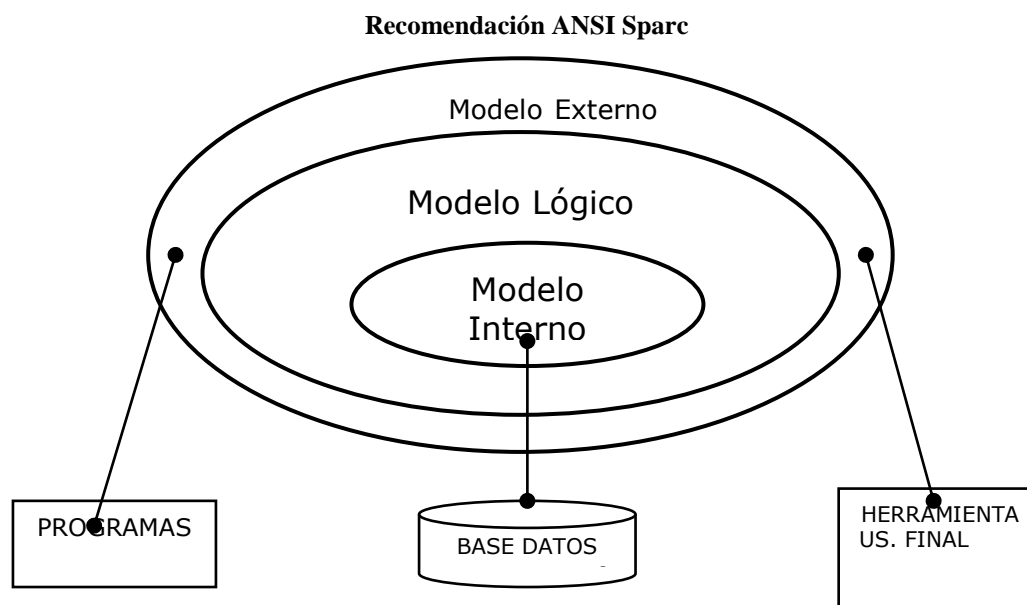 Recomendación ANSI Sparc
Modelo Externo
Modelo Lógico
Modelo
Interno
PROGRAMAS
BASE DATOS
HERRAMIENTA
US. FINAL